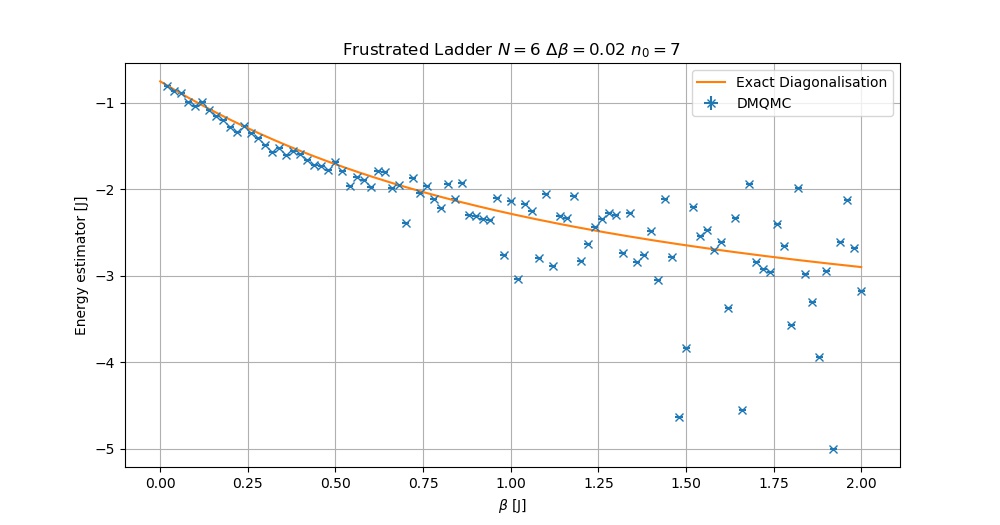 Frustrated Ladder N = 6 Δβ = 0.02 n₀ = 7
Exact Diagonalisation
DMQMC
Energy estimator [J]
−1
−2
−3
−4
−5
0.00 0.25 0.50 0.75 1.00 1.25 1.50 1.75 2.00
β [J]